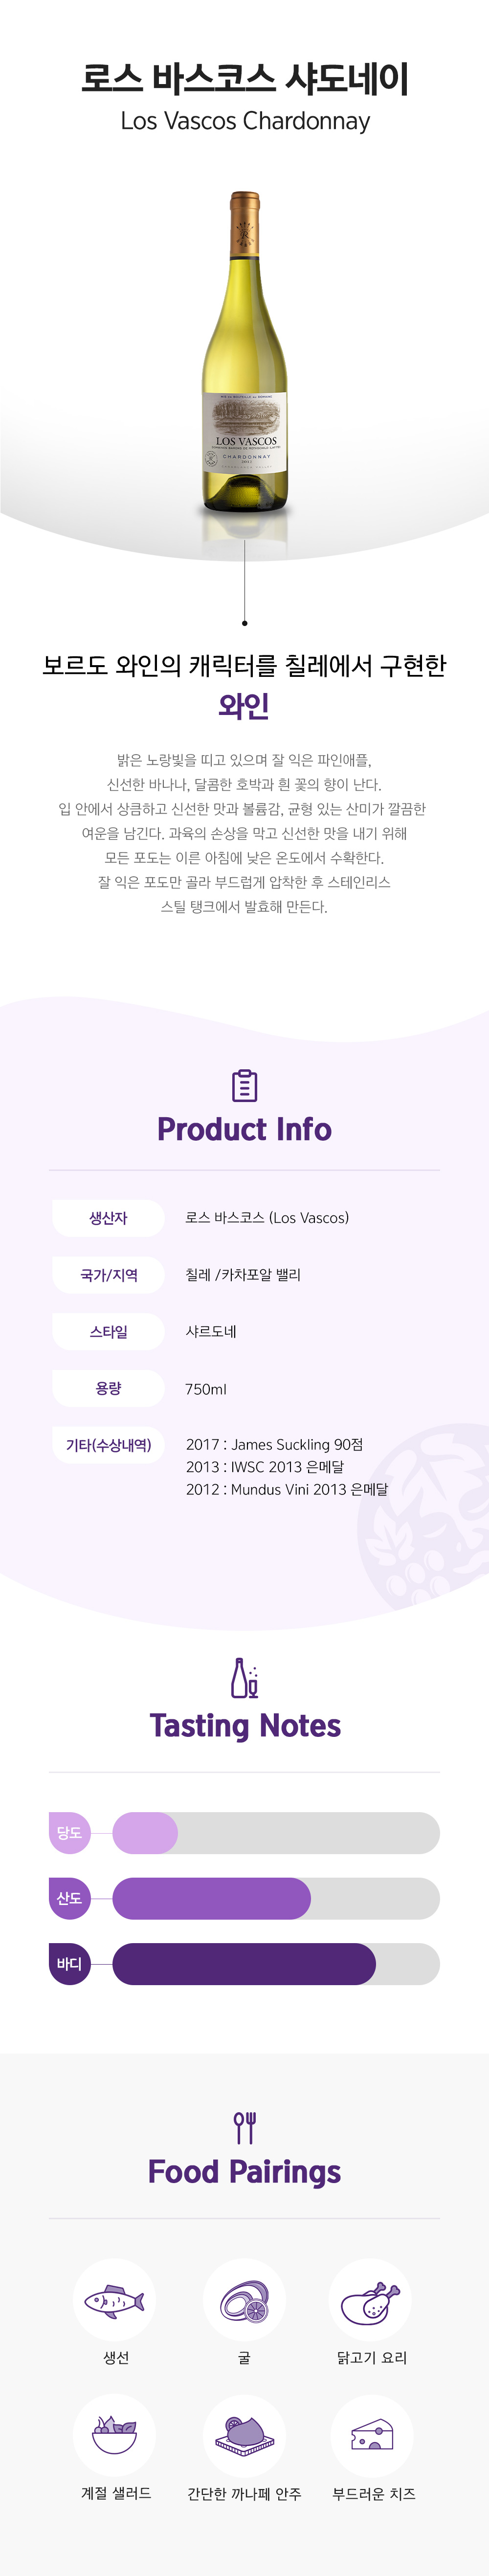 로스 바스코스 샤도네이
Los Vascos Chardonnay
LOS VASCOS
CHARDONNAY
보르도 와인의 캐릭터를 칠레에서 구현한
와인
밝은 노랑빛을 띠고 있으며 잘 익은 파인애플,
신선한 바나나, 달콤한 호박과 흰 꽃의 향이 난다.
입 안에서 상큼하고 신선한 맛과 볼륨감, 균형 있는 산미가 깔끔한
여운을 남긴다. 과육의 손상을 막고 신선한 맛을 내기 위해
모든 포도는 이른 아침에 낮은 온도에서 수확한다.
잘 익은 포도만 골라 부드럽게 압착한 후 스테인리스
스틸 탱크에서 발효해 만든다.
Product Info
생산자 로스 바스코스 (Los Vascos)
국가/지역 칠레 /카차포알 밸리
스타일 샤르도네
용량 750ml
기타(수상내역) 2017 : James Suckling 90점
2013 : IWSC 2013 은메달
2012 : Mundus Vini 2013 은메달
Tasting Notes
당도
산도
바디
Food Pairings
생선 굴 닭고기 요리
계절 샐러드 간단한 까나페 안주 부드러운 치즈